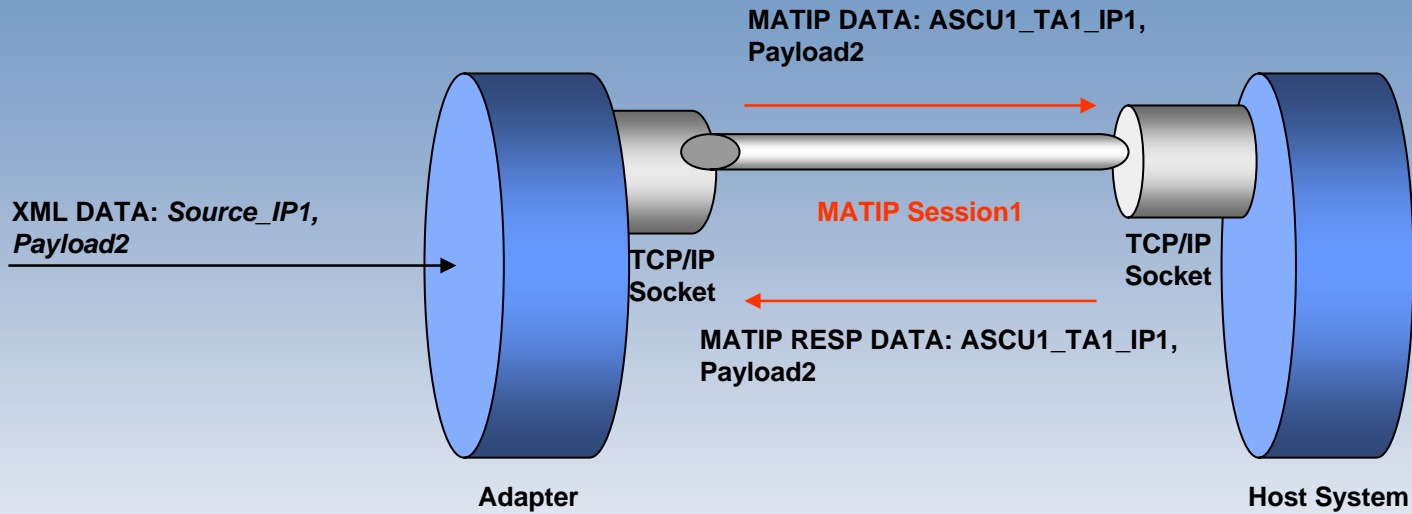 MATIP DATA: ASCU1_TA1_IP1,
Payload2
XML DATA: Source_IP1,
Payload2
MATIP Session1
TCP/IP
Socket
TCP/IP
Socket
MATIP RESP DATA: ASCU1_TA1_IP1,
Payload2
Adapter
Host System